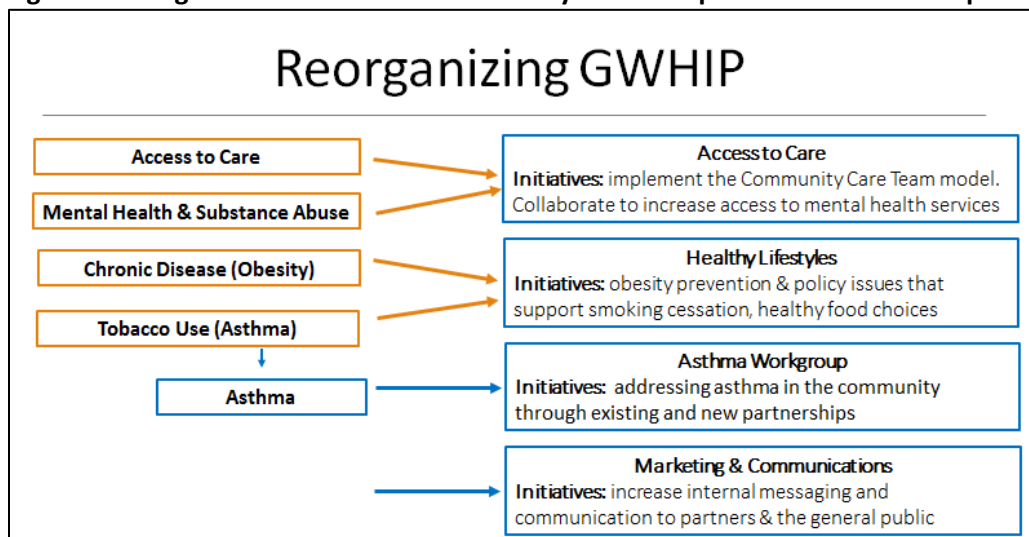 Reorganizing GWHIP
Access to Care
Mental Health & Substance Abuse
Chronic Disease (Obesity)
Tobacco Use (Asthma)
Asthma
Access to Care
Initiatives: implement the Community Care Team model.
Collaborate to increase access to mental health services
Healthy Lifestyles
Initiatives: obesity prevention & policy issues that
support smoking cessation, healthy food choices
Asthma Workgroup
Initiatives: addressing asthma in the community
through existing and new partnerships
Marketing & Communications
Initiatives: increase internal messaging and
communication to partners & the general public